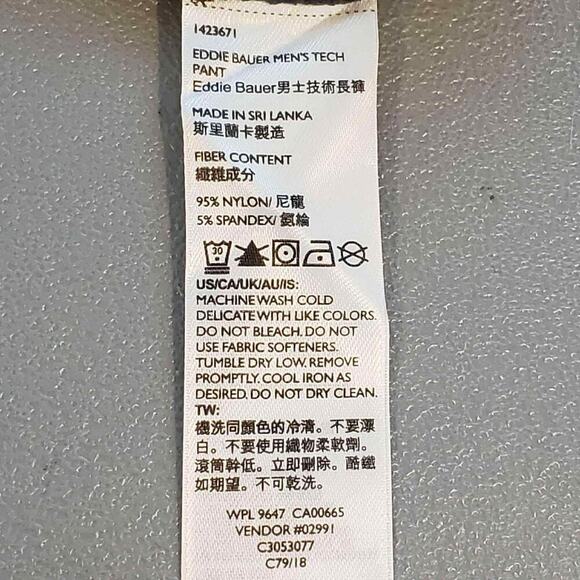 1423671
EDDIE BAUER MEN'S TECH
PANT
Eddie Bauer男士技術長褲
MADE IN SRI LANKA
斯里蘭卡製造
FIBER CONTENT
纖維成分
95% NYLON/ 尼龍
5% SPANDEX/ 氨綸
30
US/CA/UK/AU/IS:
MACHINE WASH COLD
DELICATE WITH LIKE COLORS.
DO NOT BLEACH. DO NOT
USE FABRIC SOFTENERS.
TUMBLE DRY LOW. REMOVE
PROMPTLY. COOL IRON AS
DESIRED. DO NOT DRY CLEAN.
TW:
機洗同顏色的冷滴。不要漂
白。不要使用織物柔軟劑。
滾筒幹低。立即刪除。酷鐵
如期望。不可乾洗。
WPL 9647 CA00665
VENDOR #02991
C3053077
C79/18